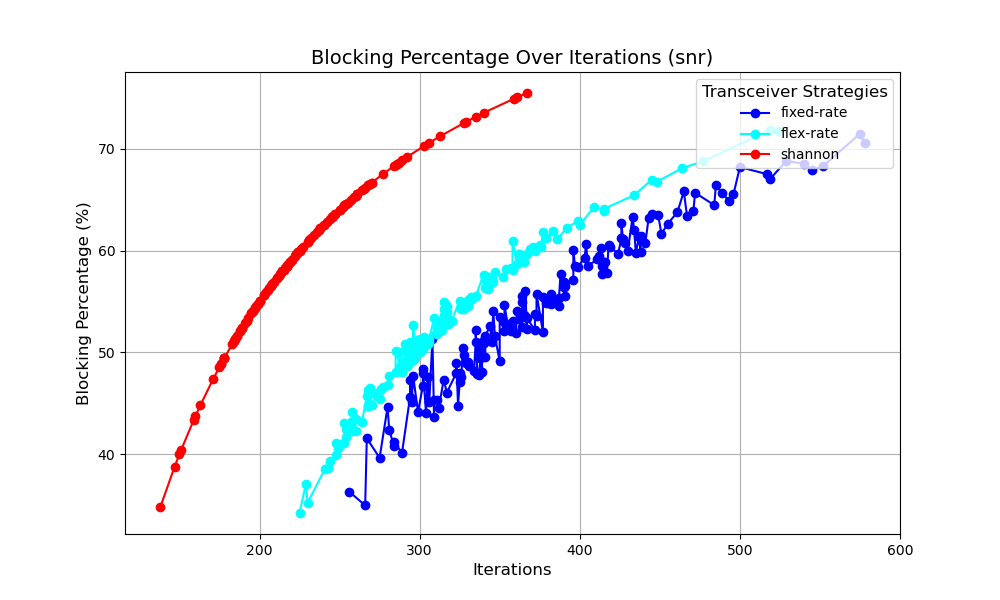 Blocking Percentage Over Iterations (snr)
Transceiver Strategies
fixed-rate
flex-rate
shannon
Blocking Percentage (%)
70
60
50
40
200 300 400 500 600
Iterations